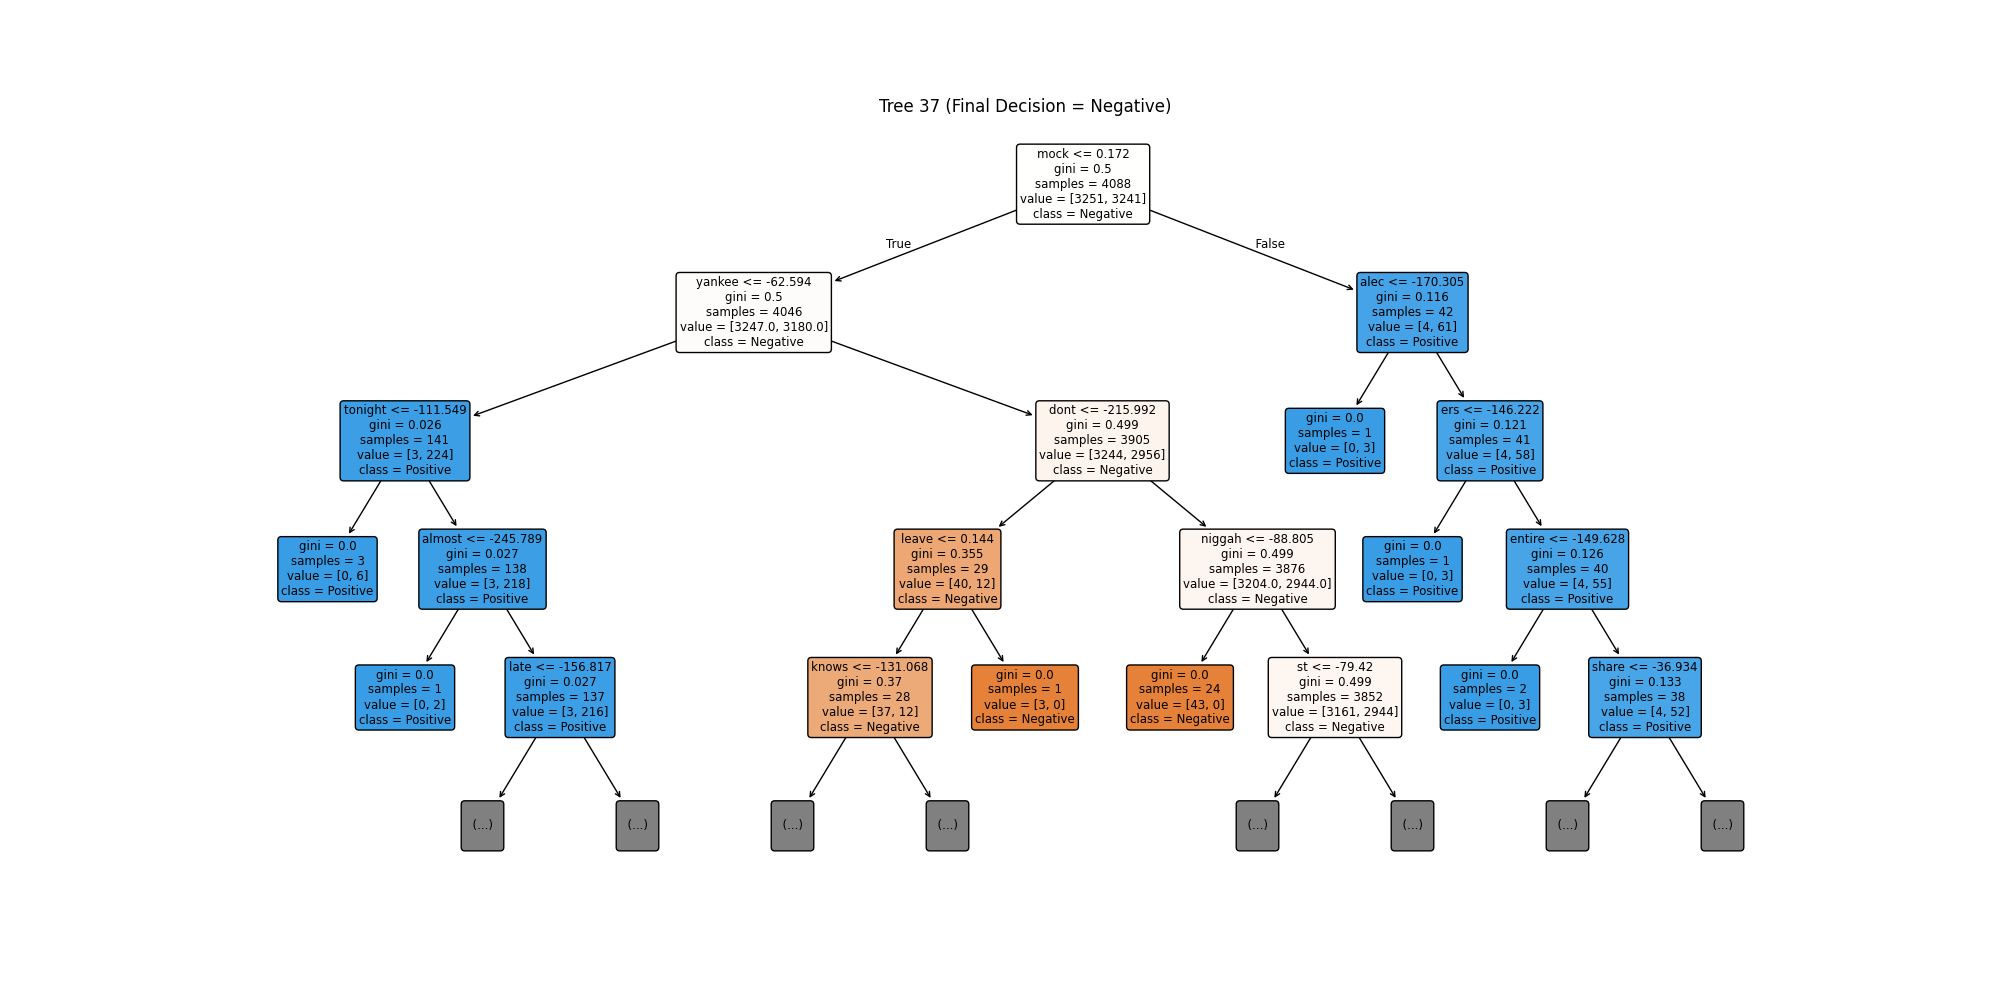 Tree 37 (Final Decision = Negative)
mock <= 0.172
gini = 0.5
samples = 4088
value = [3251, 3241]
class = Negative
True
False
yankee <= -62.594
gini = 0.5
samples = 4046
value = [3247.0, 3180.0]
class = Negative
alec <= -170.305
gini = 0.116
samples = 42
value = [4, 61]
class = Positive
tonight <= -111.549
gini = 0.026
samples = 141
value = [3, 224]
class = Positive
dont <= -215.992
gini = 0.499
samples = 3905
value = [3244, 2956]
class = Negative
gini = 0.0
samples = 1
value = [0, 3]
class = Positive
ers <= -146.222
gini = 0.121
samples = 41
value = [4, 58]
class = Positive
gini = 0.0
samples = 3
value = [0, 6]
class = Positive
almost <= -245.789
gini = 0.027
samples = 138
value = [3, 218]
class = Positive
leave <= 0.144
gini = 0.355
samples = 29
value = [40, 12]
class = Negative
niggah <= -88.805
gini = 0.499
samples = 3876
value = [3204.0, 2944.0]
class = Negative
gini = 0.0
samples = 1
value = [0, 3]
class = Positive
entire <= -149.628
gini = 0.126
samples = 40
value = [4, 55]
class = Positive
gini = 0.0
samples = 1
value = [0, 2]
class = Positive
late <= -156.817
gini = 0.027
samples = 137
value = [3, 216]
class = Positive
knows <= -131.068
gini = 0.37
samples = 28
value = [37, 12]
class = Negative
gini = 0.0
samples = 1
value = [3, 0]
class = Negative
gini = 0.0
samples = 24
value = [43, 0]
class = Negative
st <= -79.42
gini = 0.499
samples = 3852
value = [3161, 2944]
class = Negative
gini = 0.0
samples = 2
value = [0, 3]
class = Positive
share <= -36.934
gini = 0.133
samples = 38
value = [4, 52]
class = Positive
(...)
(...)
(...)
(...)
(...)
(...)
(...)
(...)